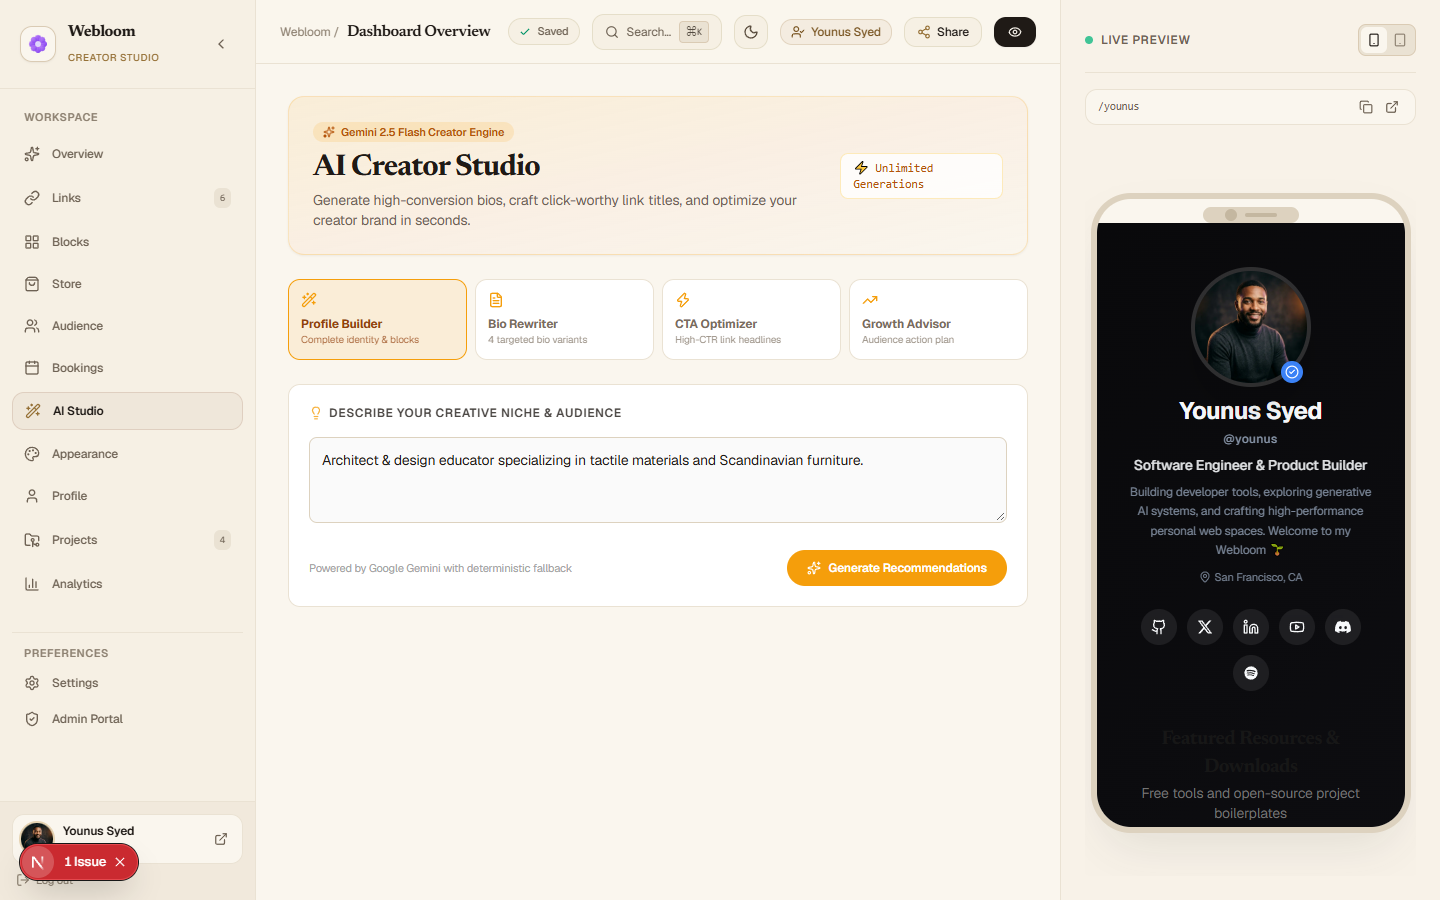 Webloom
CREATOR STUDIO
WORKSPACE
Overview
Links 6
Blocks
Store
Audience
Bookings
AI Studio
Appearance
Profile
Projects 4
Analytics
PREFERENCES
Settings
Admin Portal
Younus Syed
1 Issue
Log out
Webloom / Dashboard Overview
Saved
Search... ⌘K
Younus Syed
Share
Gemini 2.5 Flash Creator Engine
AI Creator Studio
Generate high-conversion bios, craft click-worthy link titles, and optimize your
creator brand in seconds.
Unlimited
Generations
Profile Builder
Complete identity & blocks
Bio Rewriter
4 targeted bio variants
CTA Optimizer
High-CTR link headlines
Growth Advisor
Audience action plan
DESCRIBE YOUR CREATIVE NICHE & AUDIENCE
Architect & design educator specializing in tactile materials and Scandinavian furniture.
Powered by Google Gemini with deterministic fallback
Generate Recommendations
LIVE PREVIEW
/younus
Younus Syed
@younus
Software Engineer & Product Builder
Building developer tools, exploring generative
AI systems, and crafting high-performance
personal web spaces. Welcome to my
Webloom 🌱
San Francisco, CA
Featured Resources &
Downloads
Free tools and open-source project
boilerplates